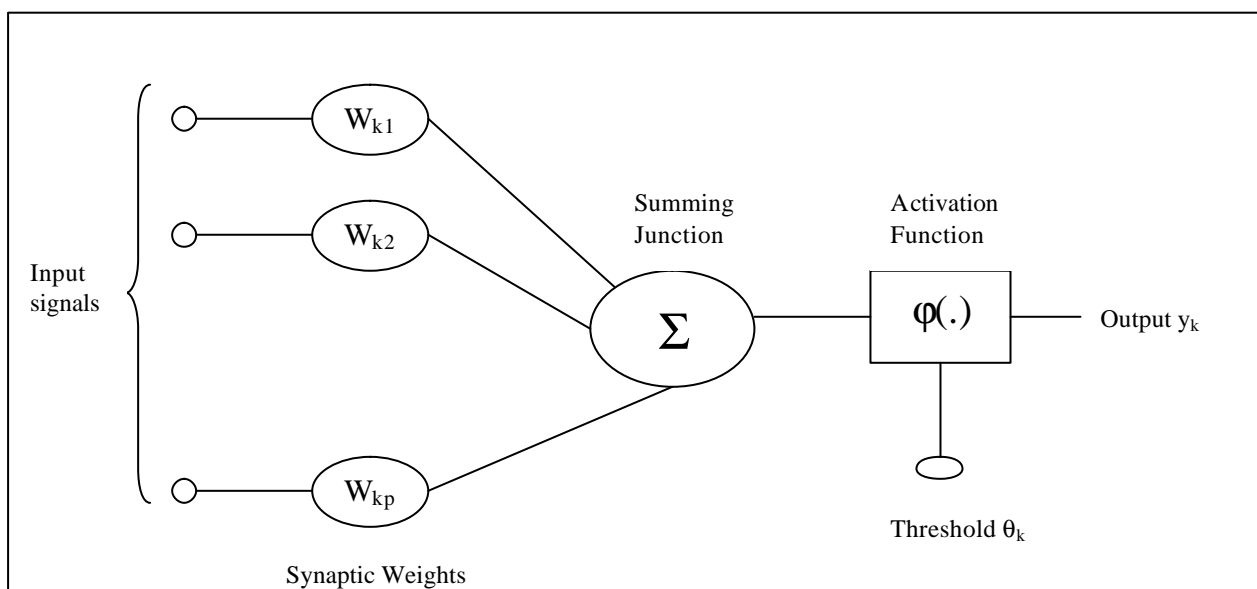 W_k1
W_k2
Summing
Junction
Activation
Function
Input
signals
Σ
φ(.)
Output y_k
W_kp
Threshold θ_k
Synaptic Weights